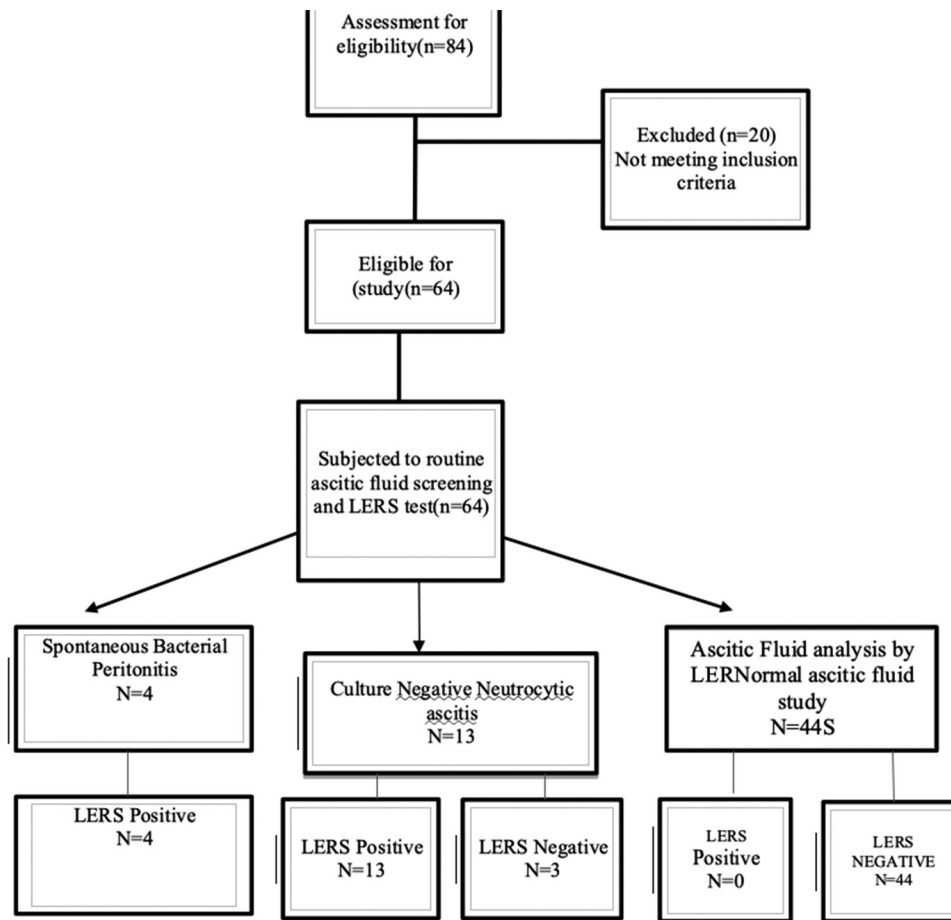 Assessment for
eligibility(n=84)
Excluded (n=20)
Not meeting inclusion
criteria
Eligible for
(study(n=64)
Subjected to routine
ascitic fluid screening
and LERS test(n=64)
Spontaneous Bacterial
Peritonitis
N=4
Culture Negative Neutrocytic
ascitis
N=13
Ascitic Fluid analysis by
LERNormal ascitic fluid
study
N=44S
LERS Positive
N=4
LERS Positive
N=13
LERS Negative
N=3
LERS
Positive
N=0
LERS
NEGATIVE
N=44